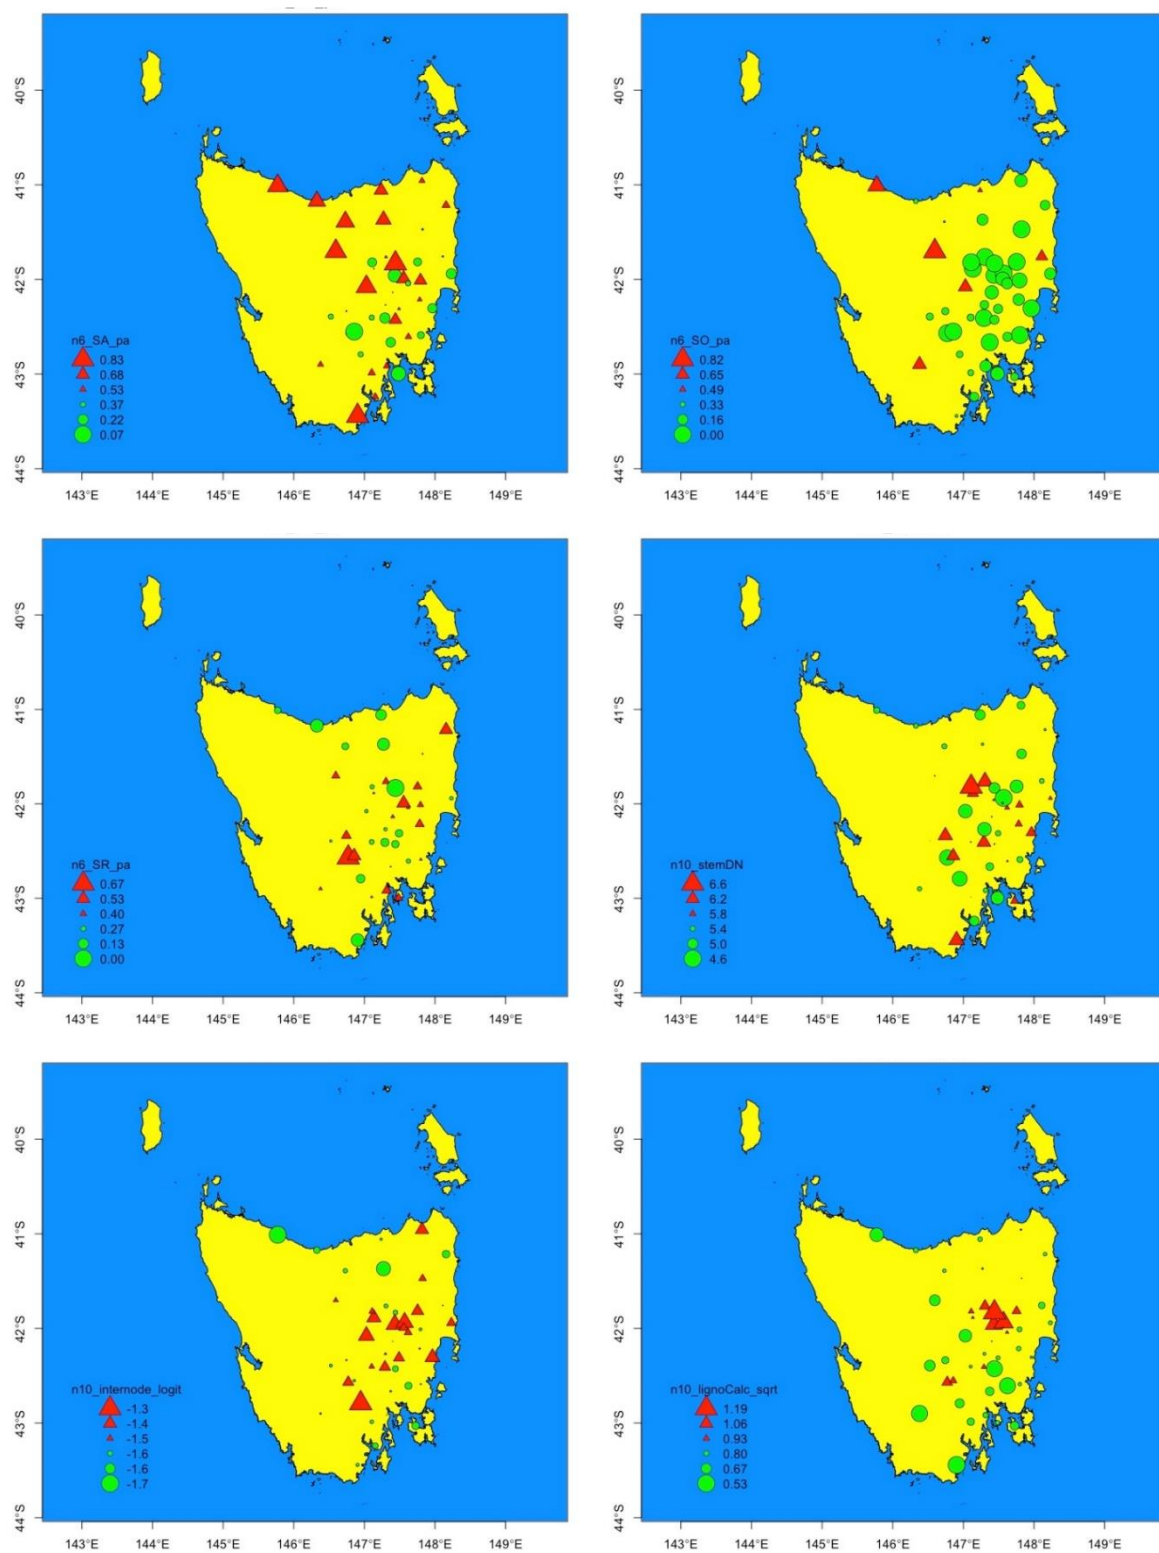 40°S
41°S
42°S
43°S
44°S
n6_SA_pa
0.83
0.68
0.53
0.37
0.22
0.07
143°E 144°E 145°E 146°E 147°E 148°E 149°E
40°S
41°S
42°S
43°S
44°S
n6_SO_pa
0.82
0.65
0.49
0.33
0.16
0.00
143°E 144°E 145°E 146°E 147°E 148°E 149°E
40°S
41°S
42°S
43°S
44°S
n6_SR_pa
0.67
0.53
0.40
0.27
0.13
0.00
143°E 144°E 145°E 146°E 147°E 148°E 149°E
40°S
41°S
42°S
43°S
44°S
n10_stemDN
6.6
6.2
5.8
5.4
5.0
4.6
143°E 144°E 145°E 146°E 147°E 148°E 149°E
40°S
41°S
42°S
43°S
44°S
n10_internode_logit
-1.3
-1.4
-1.5
-1.6
-1.6
-1.7
143°E 144°E 145°E 146°E 147°E 148°E 149°E
40°S
41°S
42°S
43°S
44°S
n10_lignoCalc_sqrt
1.19
1.06
0.93
0.80
0.67
0.53
143°E 144°E 145°E 146°E 147°E 148°E 149°E